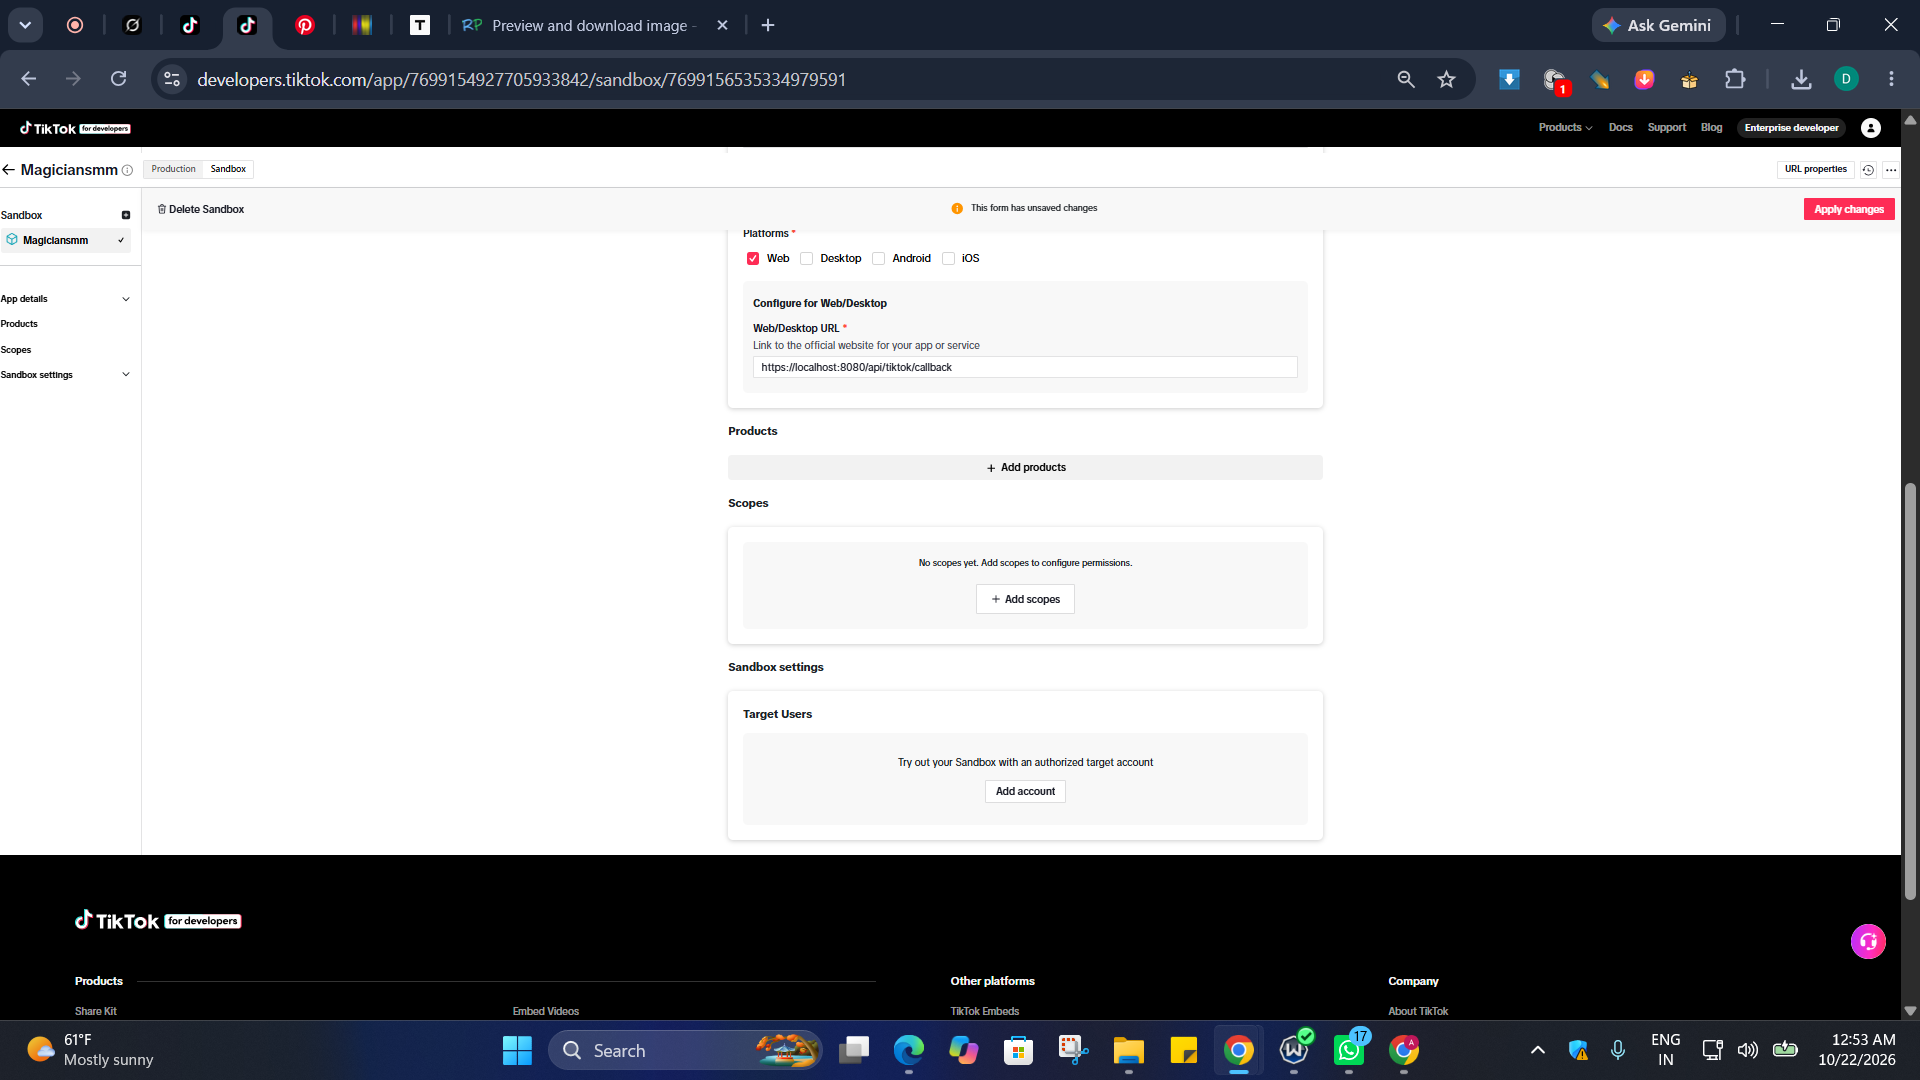 RP Preview and download image -
Ask Gemini
developers.tiktok.com/app/7699154927705933842/sandbox/7699156535334979591
1
D
TikTok for developers
Products
Docs
Support
Blog
Enterprise developer
Magiciansmm
Production
Sandbox
URL properties
Sandbox
Magiciansmm
Delete Sandbox
This form has unsaved changes
Apply changes
App details
Products
Scopes
Sandbox settings
Platforms *
Web
Desktop
Android
iOS
Configure for Web/Desktop
Web/Desktop URL *
Link to the official website for your app or service
https://localhost:8080/api/tiktok/callback
Products
+ Add products
Scopes
No scopes yet. Add scopes to configure permissions.
+ Add scopes
Sandbox settings
Target Users
Try out your Sandbox with an authorized target account
Add account
TikTok for developers
Products
Other platforms
Company
Share Kit
Embed Videos
TikTok Embeds
About TikTok
61°F
Mostly sunny
Search
17
A
ENG
IN
12:53 AM
10/22/2026